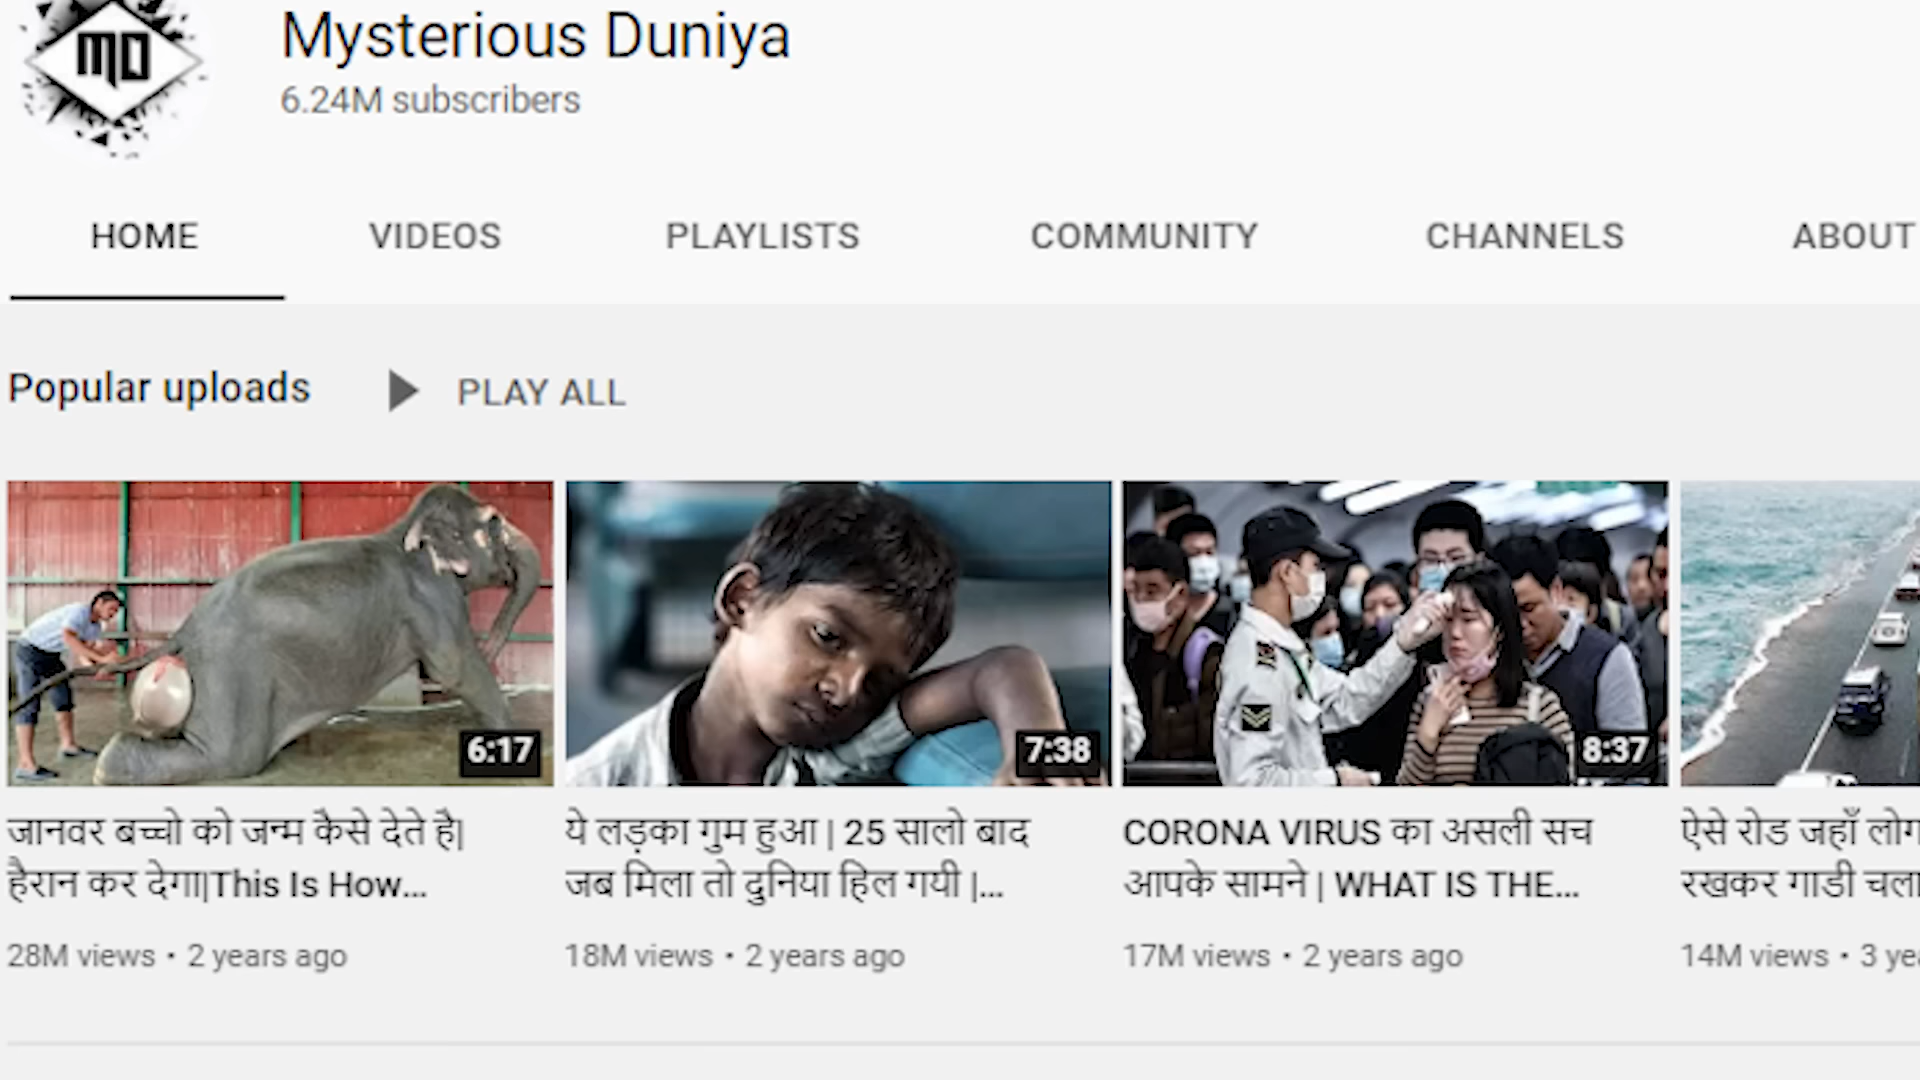 MD
Mysterious Duniya
6.24M subscribers
HOME VIDEOS PLAYLISTS COMMUNITY CHANNELS ABOUT
Popular uploads PLAY ALL
6:17 7:38 8:37
जानवर बच्चो को जन्म कैसे देते है|
हैरान कर देगा|This Is How...
28M views • 2 years ago
ये लड़का गुम हुआ | 25 सालो बाद
जब मिला तो दुनिया हिल गयी |...
18M views • 2 years ago
CORONA VIRUS का असली सच
आपके सामने | WHAT IS THE...
17M views • 2 years ago
ऐसे रोड जहाँ
रखकर गाडी
14M views • 3